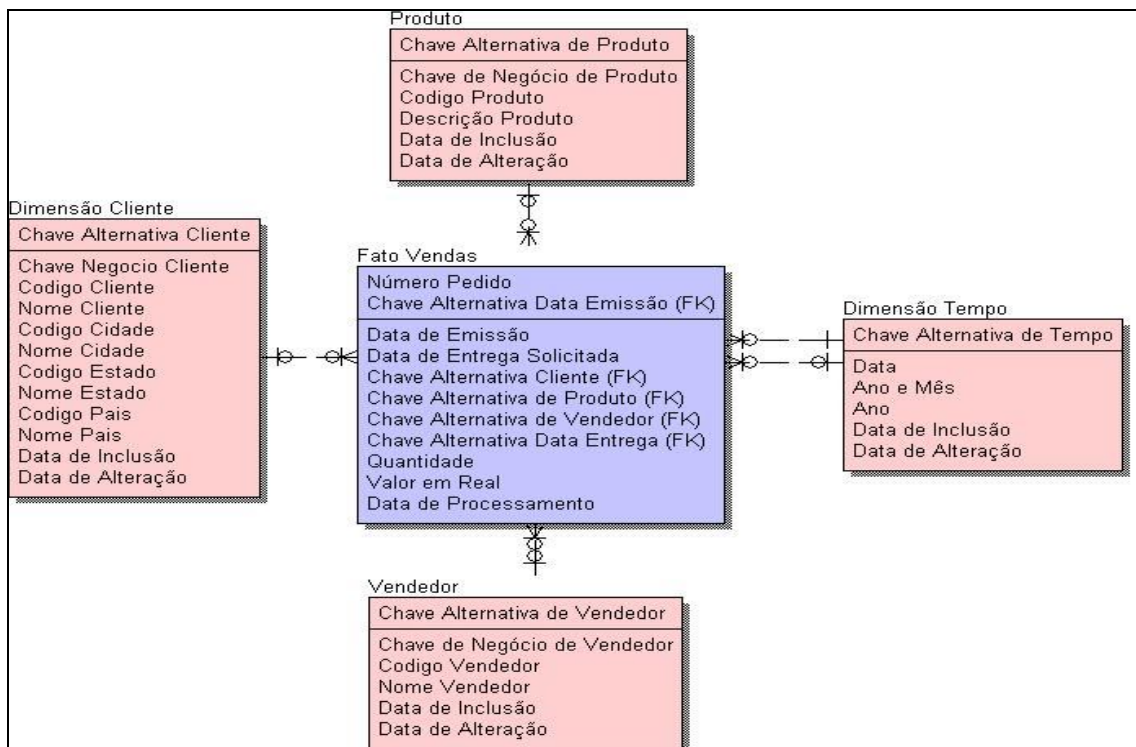 Produto
Chave Alternativa de Produto
Chave de Negócio de Produto
Codigo Produto
Descrição Produto
Data de Inclusão
Data de Alteração
Dimensão Cliente
Chave Alternativa Cliente
Chave Negocio Cliente
Codigo Cliente
Nome Cliente
Codigo Cidade
Nome Cidade
Codigo Estado
Nome Estado
Codigo Pais
Nome Pais
Data de Inclusão
Data de Alteração
Fato Vendas
Número Pedido
Chave Alternativa Data Emissão (FK)
Data de Emissão
Data de Entrega Solicitada
Chave Alternativa Cliente (FK)
Chave Alternativa de Produto (FK)
Chave Alternativa de Vendedor (FK)
Chave Alternativa Data Entrega (FK)
Quantidade
Valor em Real
Data de Processamento
Dimensão Tempo
Chave Alternativa de Tempo
Data
Ano e Mês
Ano
Data de Inclusão
Data de Alteração
Vendedor
Chave Alternativa de Vendedor
Chave de Negócio de Vendedor
Codigo Vendedor
Nome Vendedor
Data de Inclusão
Data de Alteração